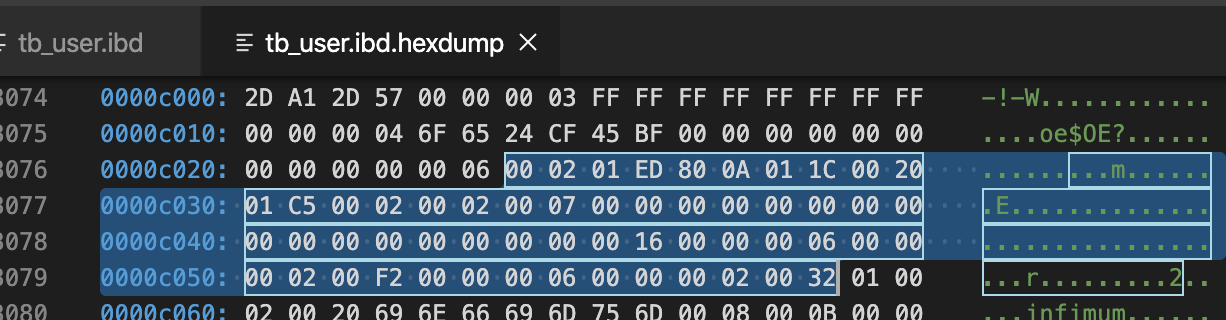 tb_user.ibd tb_user.ibd.hexdump ×
3074 0000c000: 2D A1 2D 57 00 00 00 03 FF FF FF FF FF FF FF FF -!-W............
3075 0000c010: 00 00 00 04 6F 65 24 CF 45 BF 00 00 00 00 00 00 ....oe$OE?......
3076 0000c020: 00 00 00 00 00 06 00 02 01 ED 80 0A 01 1C 00 20 .........m......
3077 0000c030: 01 C5 00 02 00 02 00 07 00 00 00 00 00 00 00 00 .E..............
3078 0000c040: 00 00 00 00 00 00 00 00 00 16 00 00 00 06 00 00 ................
3079 0000c050: 00 02 00 F2 00 00 00 06 00 00 00 02 00 32 01 00 ...r.........2..
3080 0000c060: 02 00 20 69 6E 66 69 6D 75 6D 00 08 00 0B 00 00 ...infimum......